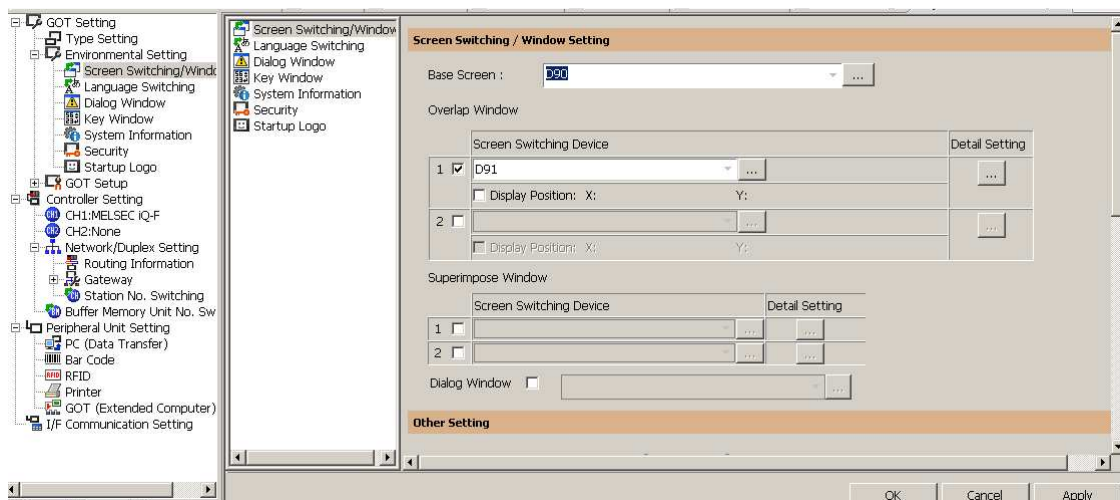 GOT Setting
Type Setting
Environmental Setting
Screen Switching/Windo
Language Switching
Dialog Window
Key Window
System Information
Security
Startup Logo
GOT Setup
Controller Setting
CH1:MELSEC iQ-F
CH2:None
Network/Duplex Setting
Routing Information
Gateway
Station No. Switching
Buffer Memory Unit No. Sw
Peripheral Unit Setting
PC (Data Transfer)
Bar Code
RFID
Printer
GOT (Extended Computer)
I/F Communication Setting
Screen Switching/Window
Language Switching
Dialog Window
Key Window
System Information
Security
Startup Logo
Screen Switching / Window Setting
Base Screen : D90 ...
Overlap Window
Screen Switching Device Detail Setting
1 D91 ... ...
Display Position: X: Y:
2 ... ...
Display Position: X: Y:
Superimpose Window
Screen Switching Device Detail Setting
1 ... ...
2 ... ...
Dialog Window ...
Other Setting
OK Cancel Apply